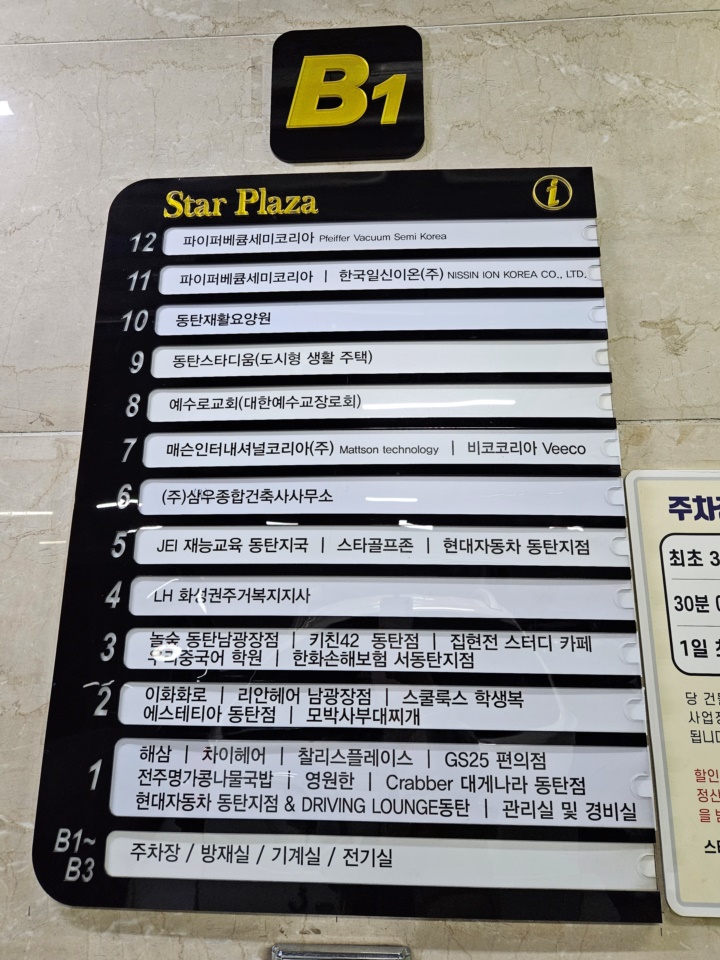 B1
Star Plaza i
12 파이퍼베큠세미코리아 Pfeiffer Vacuum Semi Korea
11 파이퍼베큠세미코리아 | 한국일신이온(주) NISSIN ION KOREA CO., LTD.
10 동탄재활요양원
9 동탄스타디움(도시형 생활 주택)
8 예수로교회(대한예수교장로회)
7 매슨인터내셔널코리아(주) Mattson technology | 비코코리아 Veeco
6 (주)삼우종합건축사사무소
5 JEI 재능교육 동탄지국 | 스타골프존 | 현대자동차 동탄지점
4 LH 화성권주거복지지사
3 놀숲 동탄남광장점 | 키친42 동탄점 | 집현전 스터디 카페
학원 | 한화손해보험 서동탄지점
2 이화화로 | 리안헤어 남광장점 | 스쿨룩스 학생복
에스테티아 동탄점 | 모박사부대찌개
1 해삼 | 차이헤어 | 찰리스플레이스 | GS25 편의점
전주명가콩나물국밥 | 영원한 | Crabber 대게나라 동탄점
현대자동차 동탄지점 & DRIVING LOUNGE동탄 | 관리실 및 경비실
B1~
B3 주차장 / 방재실 / 기계실 / 전기실
주차
최초 3
30분
1일
당 건
사업장
됩니다
할인
정산
을